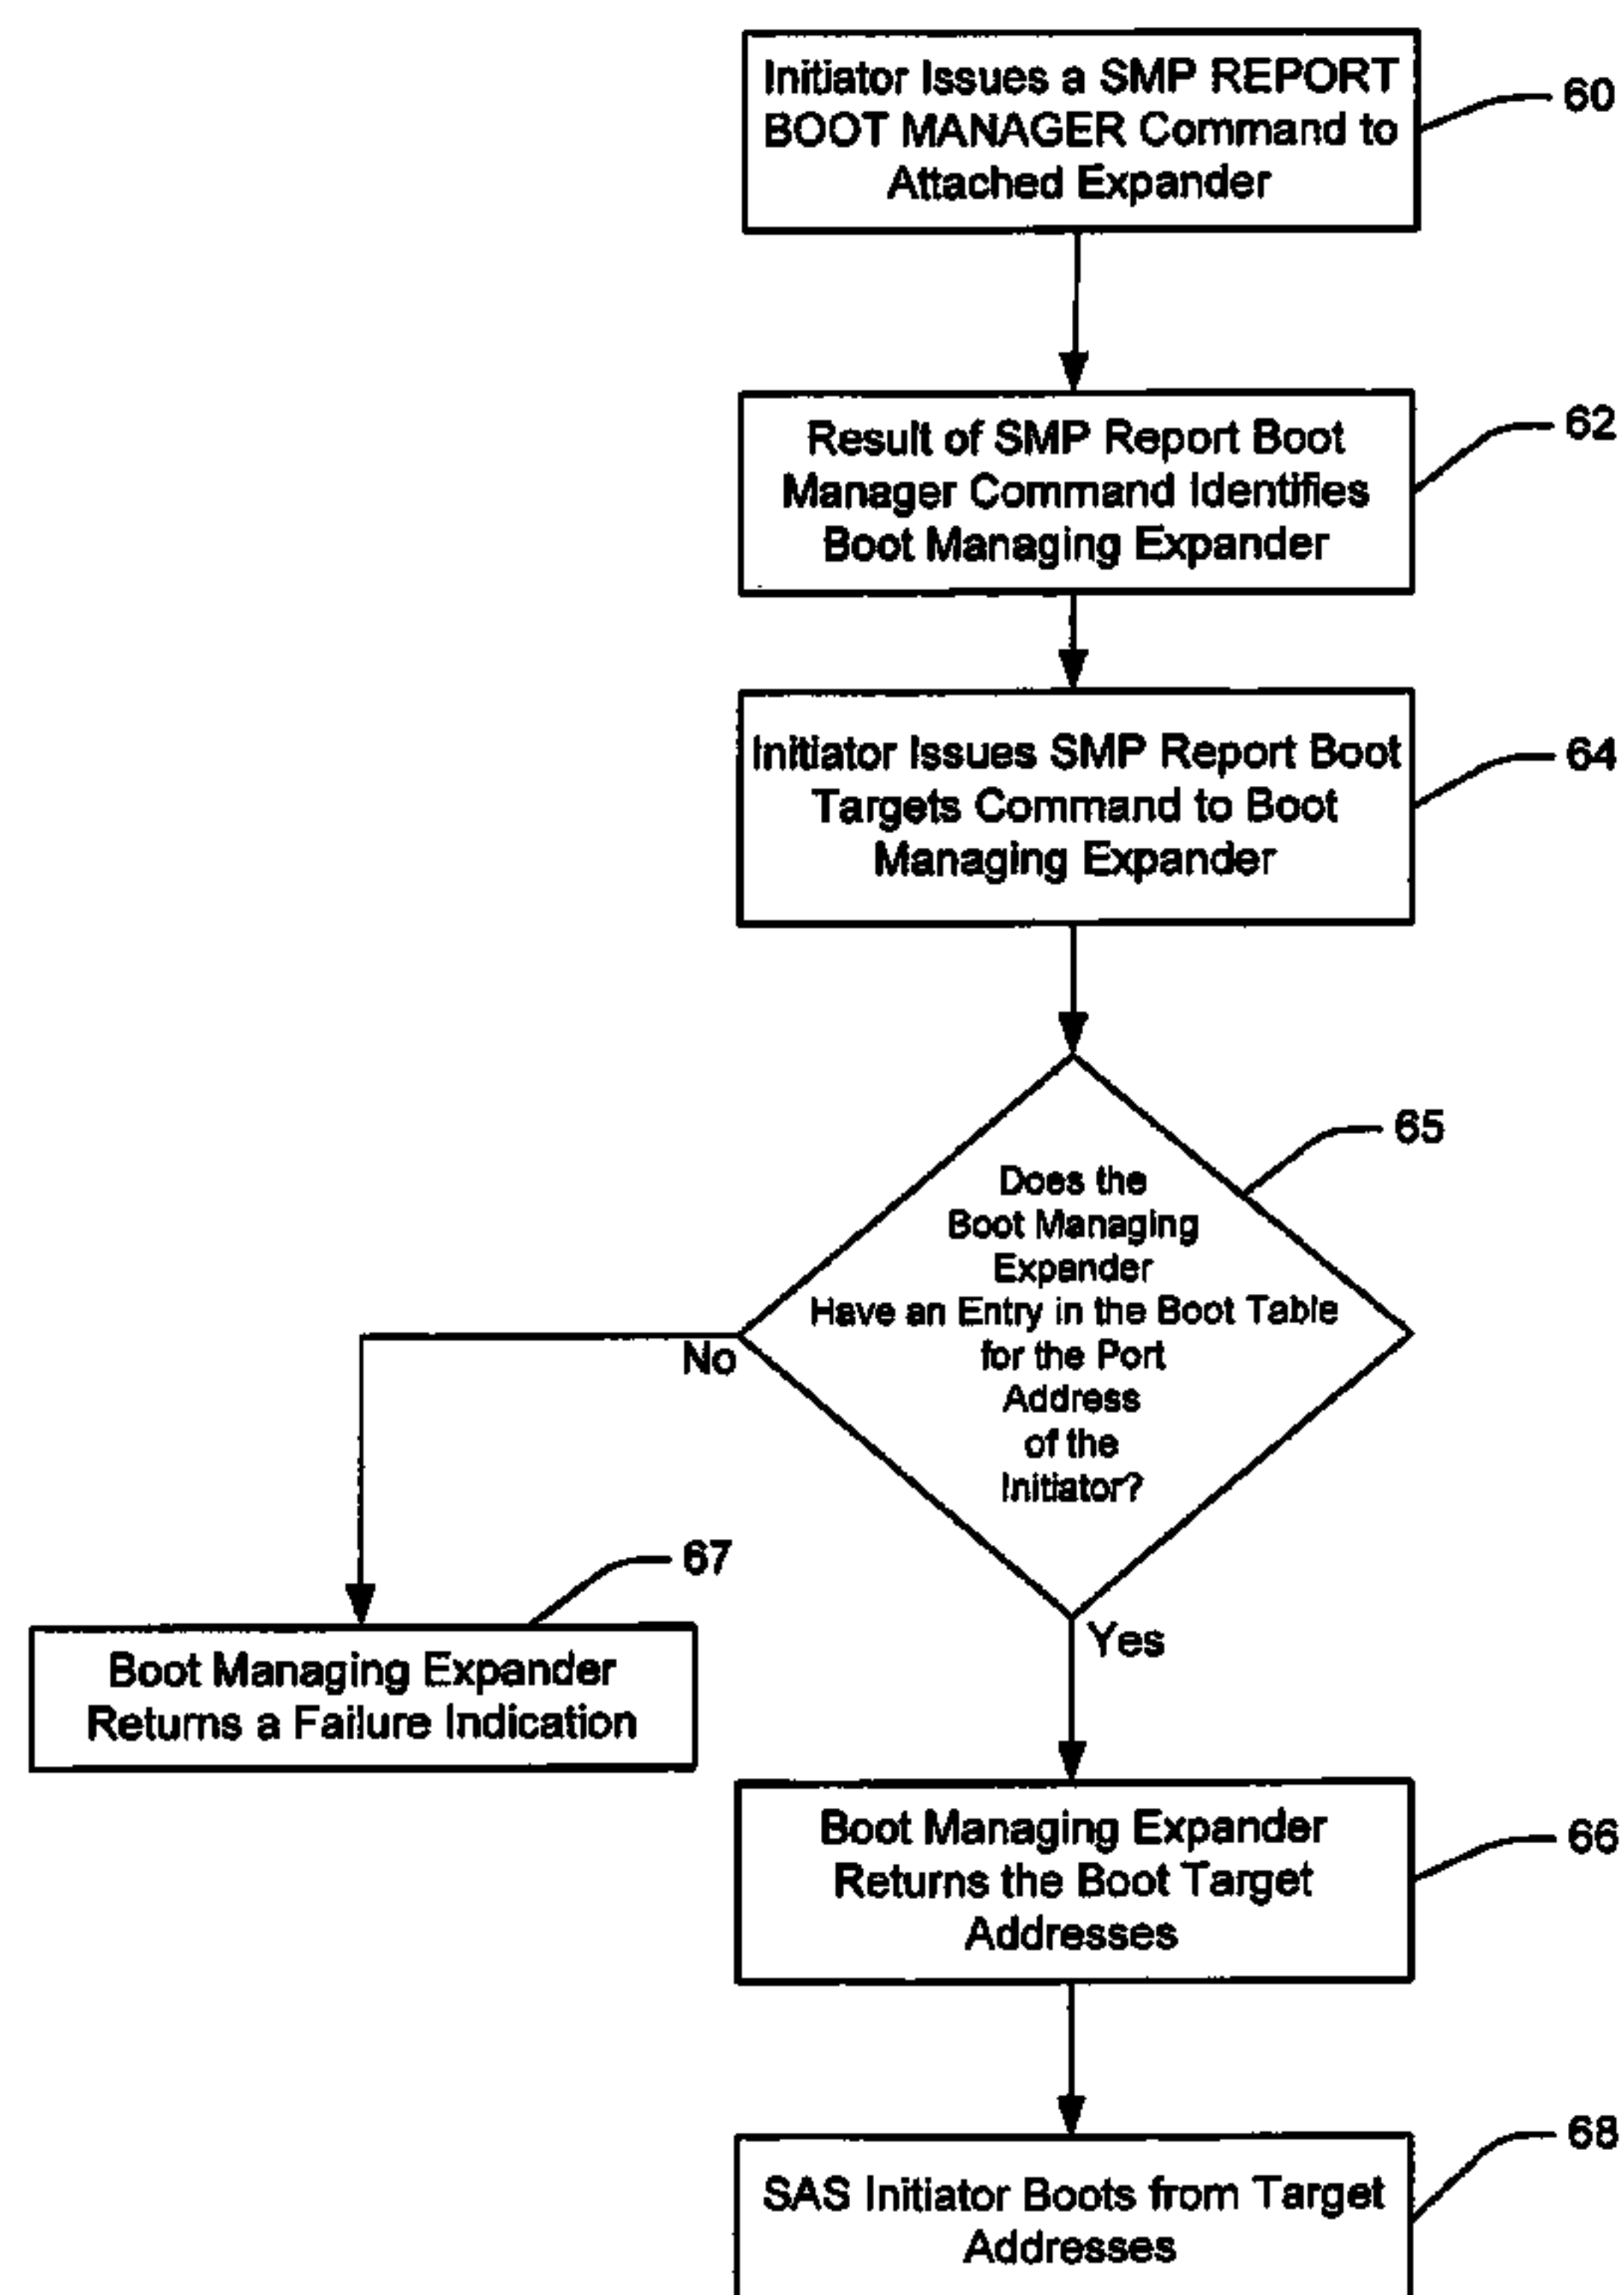 Initiator Issues a SMP REPORT
BOOT MANAGER Command to
Attached Expander
60
Result of SMP Report Boot
Manager Command Identifies
Boot Managing Expander
62
Initiator Issues SMP Report Boot
Targets Command to Boot
Managing Expander
64
Does the
Boot Managing
Expander
Have an Entry in the Boot Table
for the Port
Address
of the
Initiator?
65
No
Yes
67
Boot Managing Expander
Returns a Failure Indication
Boot Managing Expander
Returns the Boot Target
Addresses
66
SAS Initiator Boots from Target
Addresses
68